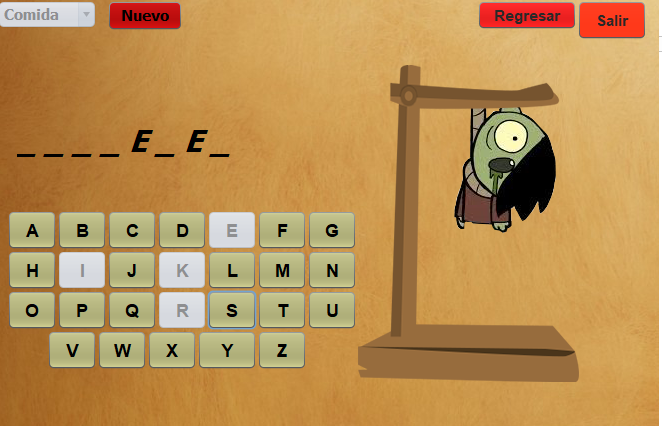 Comida Nuevo Regresar Salir
_ _ _ _ E _ E _
A B C D E F G
H I J K L M N
O P Q R S T U
V W X Y Z